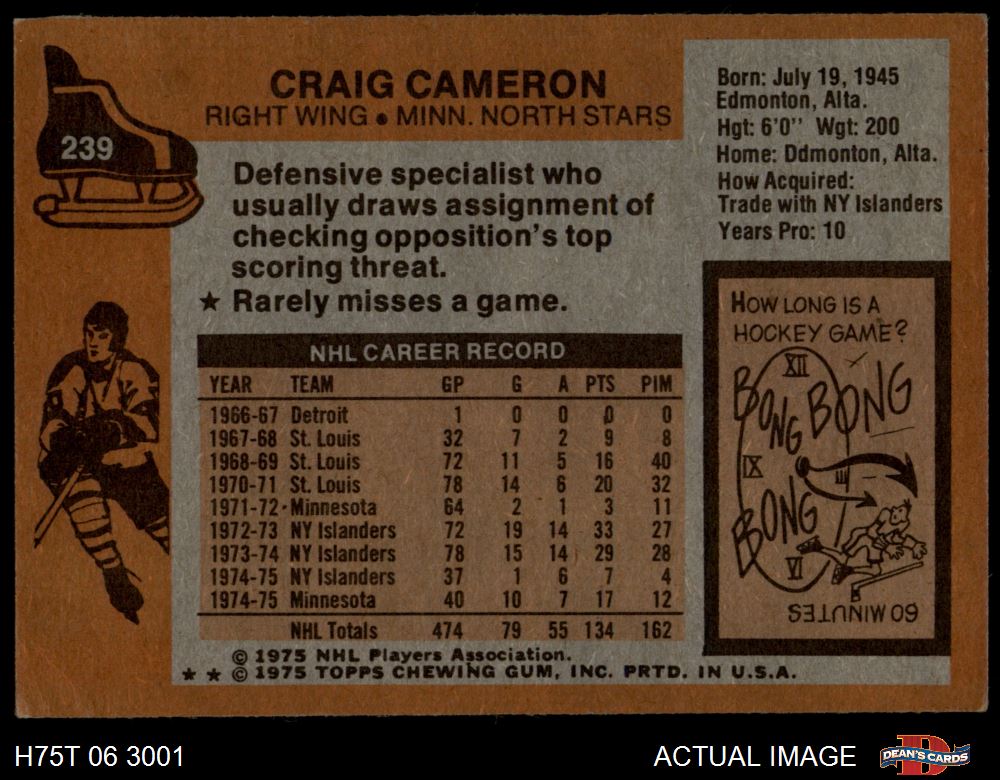 239
CRAIG CAMERON
RIGHT WING • MINN. NORTH STARS
Defensive specialist who
usually draws assignment of
checking opposition's top
scoring threat.
★ Rarely misses a game.
Born: July 19, 1945
Edmonton, Alta.
Hgt: 6'0'' Wgt: 200
Home: Ddmonton, Alta.
How Acquired:
Trade with NY Islanders
Years Pro: 10
NHL CAREER RECORD
YEAR TEAM GP G A PTS PIM
1966-67 Detroit 1 0 0 0 0
1967-68 St. Louis 32 7 2 9 8
1968-69 St. Louis 72 11 5 16 40
1970-71 St. Louis 78 14 6 20 32
1971-72 Minnesota 64 2 1 3 11
1972-73 NY Islanders 72 19 14 33 27
1973-74 NY Islanders 78 15 14 29 28
1974-75 NY Islanders 37 1 6 7 4
1974-75 Minnesota 40 10 7 17 12
NHL Totals 474 79 55 134 162
HOW LONG IS A
HOCKEY GAME?
XII
BONG BONG
IX III
BONG
VI
60 MINUTES
© 1975 NHL Players Association.
★ ★ © 1975 TOPPS CHEWING GUM, INC. PRTD. IN U.S.A.
H75T 06 3001
ACTUAL IMAGE
DEAN'S CARDS